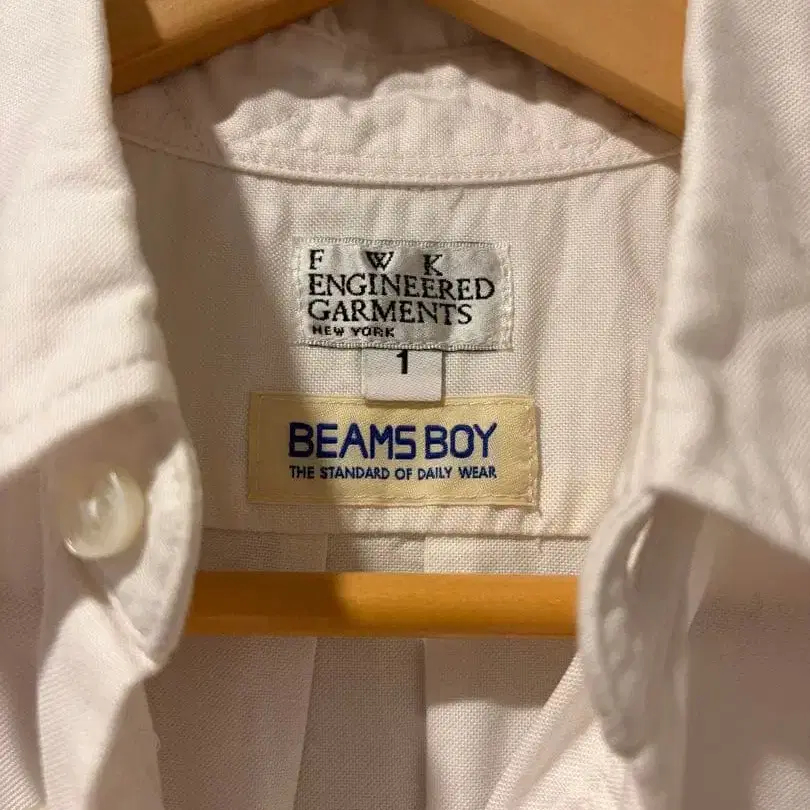 F W K
ENGINEERED
GARMENTS
NEW YORK
1
BEAMS BOY
THE STANDARD OF DAILY WEAR